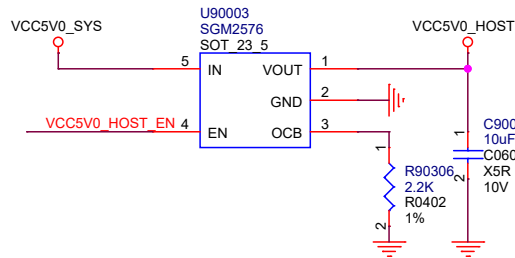 VCC5V0_SYS
U90003
SGM2576
SOT_23_5
VCC5V0_HOST
5 IN VOUT 1
GND 2
VCC5V0_HOST_EN 4 EN OCB 3
1
R90306
2.2K
R0402
1%
2
1
C900
10uF
C060
X5R
10V
2